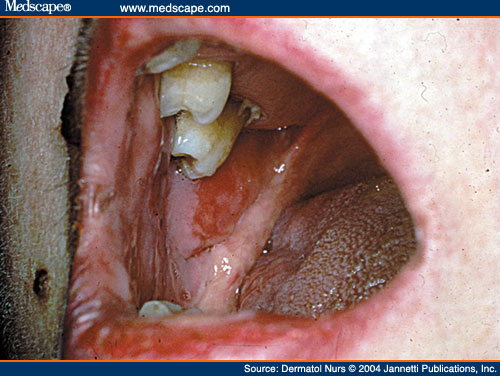 Medscape® www.medscape.com
Source: Dermatol Nurs © 2004 Jannetti Publications, Inc.